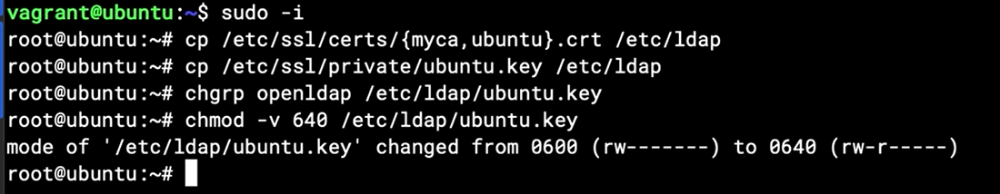 vagrant@ubuntu:~$ sudo -i
root@ubuntu:~# cp /etc/ssl/certs/{myca,ubuntu}.crt /etc/ldap
root@ubuntu:~# cp /etc/ssl/private/ubuntu.key /etc/ldap
root@ubuntu:~# chgrp openldap /etc/ldap/ubuntu.key
root@ubuntu:~# chmod -v 640 /etc/ldap/ubuntu.key
mode of '/etc/ldap/ubuntu.key' changed from 0600 (rw-------) to 0640 (rw-r-----)
root@ubuntu:~#